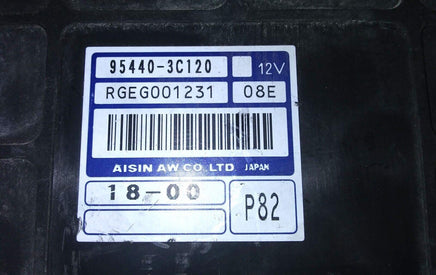 95440-3C120 12V
RGEG001231 08E
AISIN AW CO.,LTD JAPAN
18-00
P82